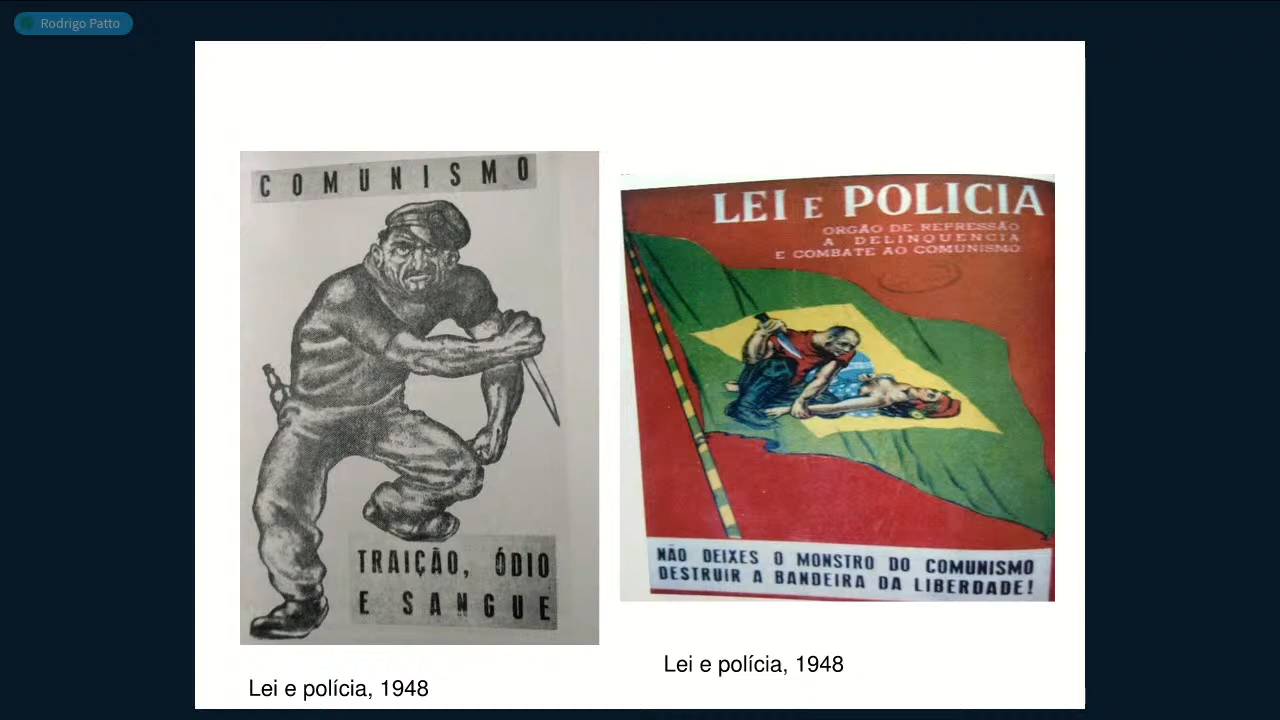 Rodrigo Patto
COMUNISMO
TRAIÇÃO, ÓDIO
E SANGUE
Lei e polícia, 1948
LEI E POLICIA
ORGÃO DE REPRESSÃO
A DELINQUENCIA
E COMBATE AO COMUNISMO
NÃO DEIXES O MONSTRO DO COMUNISMO
DESTRUIR A BANDEIRA DA LIBERDADE!
Lei e polícia, 1948